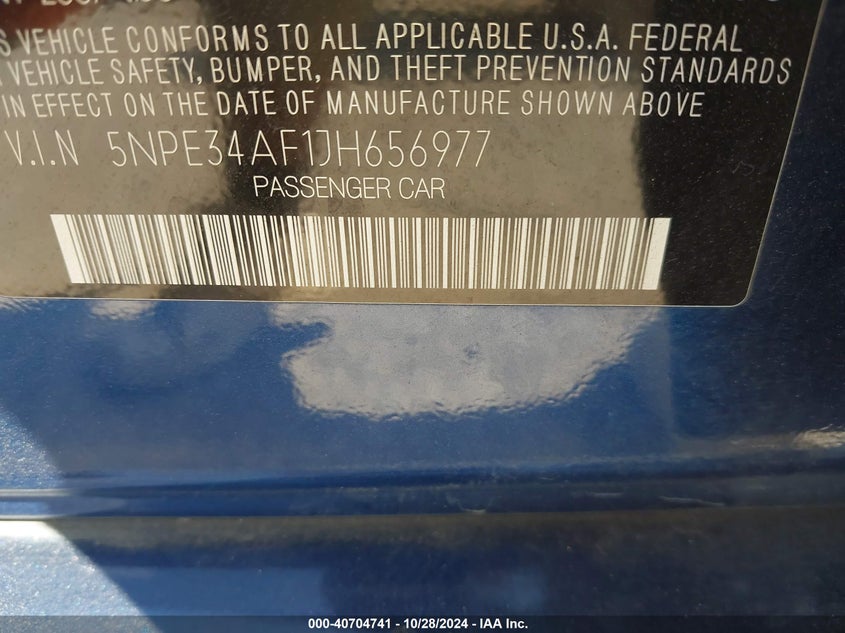 S VEHICLE CONFORMS TO ALL APPLICABLE U.S.A. FEDERAL
VEHICLE SAFETY, BUMPER, AND THEFT PREVENTION STANDARDS
IN EFFECT ON THE DATE OF MANUFACTURE SHOWN ABOVE
V.I.N 5NPE34AF1JH656977
PASSENGER CAR
000-40704741 - 10/28/2024 - IAA Inc.